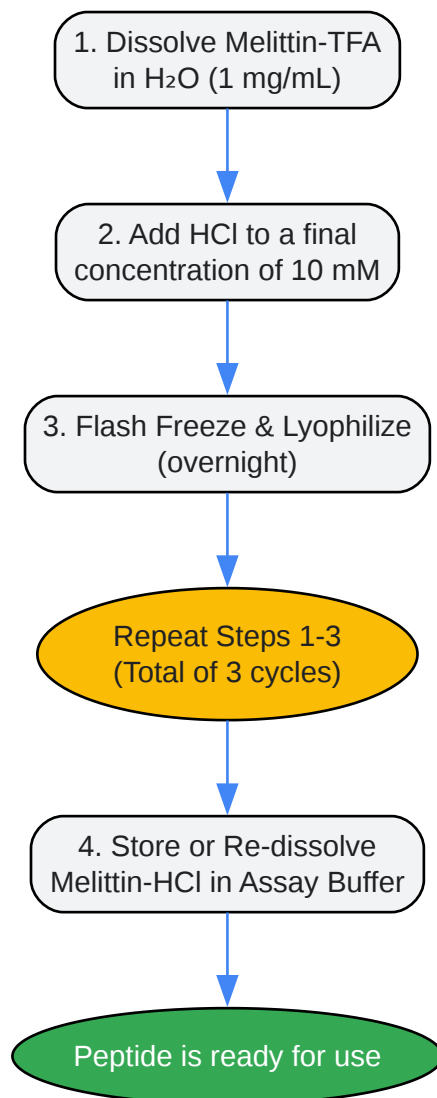 1. Dissolve Melittin-TFA
in H₂O (1 mg/mL)
2. Add HCl to a final
concentration of 10 mM
3. Flash Freeze & Lyophilize
(overnight)
Repeat Steps 1-3
(Total of 3 cycles)
4. Store or Re-dissolve
Melittin-HCl in Assay Buffer
Peptide is ready for use